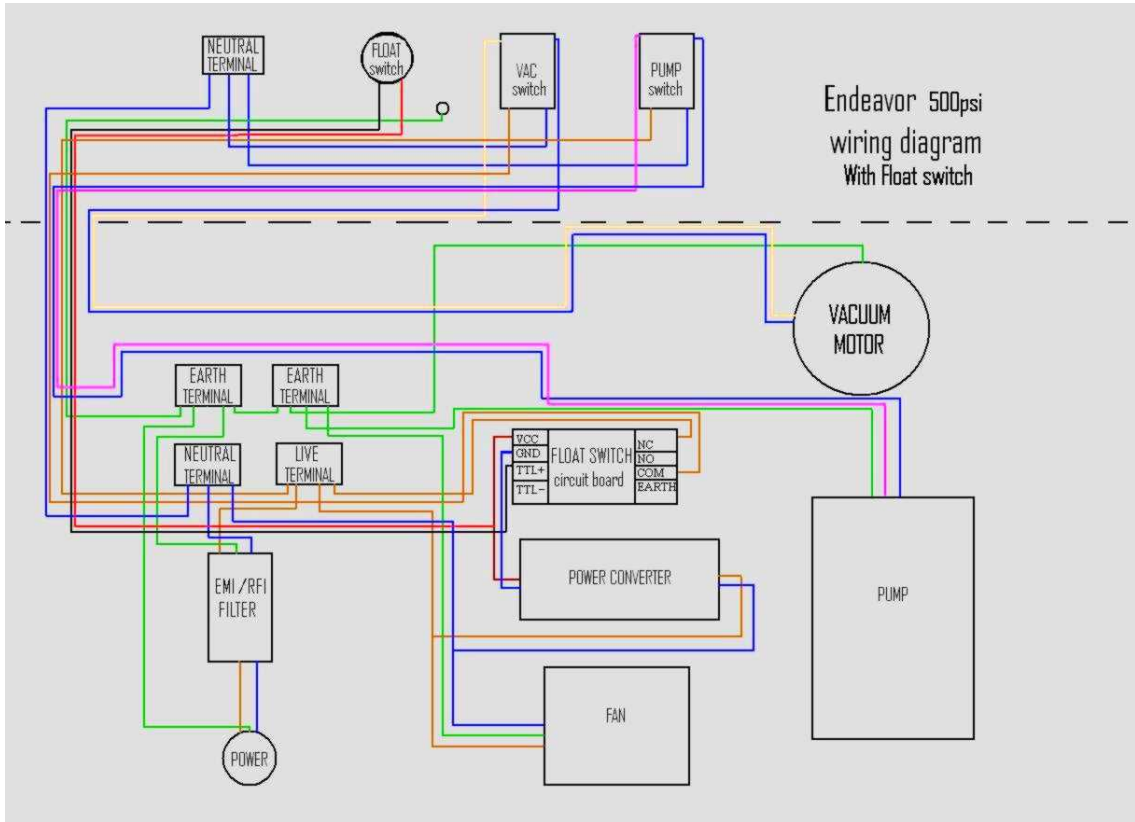 NEUTRAL
TERMINAL
FLOAT
switch
VAC
switch
PUMP
switch
Endeavor 500psi
wiring diagram
With Float switch
VACUUM
MOTOR
EARTH
TERMINAL
EARTH
TERMINAL
NEUTRAL
TERMINAL
LIVE
TERMINAL
VCC
GND
TTL+
TTL-
FLOAT SWITCH
circuit board
NC
NO
COM
EARTH
EMI/RFI
FILTER
POWER CONVERTER
PUMP
FAN
POWER